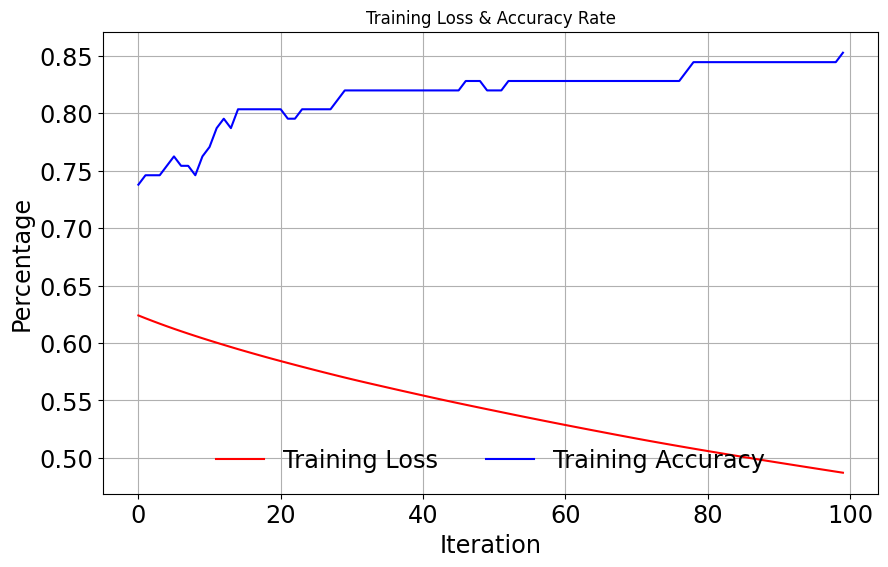 Training Loss & Accuracy Rate
0.85
0.80
0.75
0.70
0.65
0.60
0.55
0.50
Percentage
Training Loss Training Accuracy
0 20 40 60 80 100
Iteration